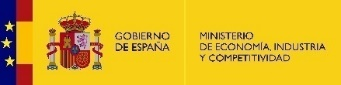 GOBIERNO
DE ESPAÑA
MINISTERIO
DE ECONOMÍA, INDUSTRIA
Y COMPETITIVIDAD